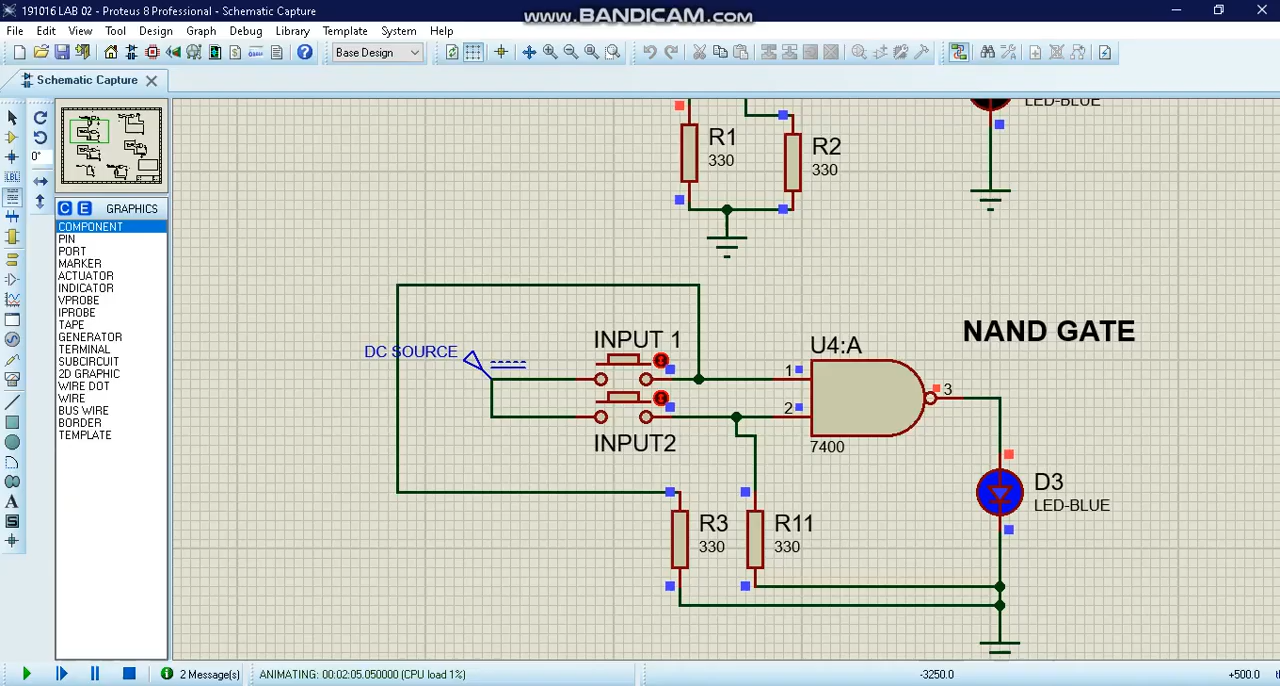 191016 LAB 02 - Proteus 8 Professional - Schematic Capture
www.BANDICAM.com
File Edit View Tool Design Graph Debug Library Template System Help
Base Design
Schematic Capture
0°
LBL
C E GRAPHICS
COMPONENT
PIN
PORT
MARKER
ACTUATOR
INDICATOR
VPROBE
IPROBE
TAPE
GENERATOR
TERMINAL
SUBCIRCUIT
2D GRAPHIC
WIRE DOT
WIRE
BUS WIRE
BORDER
TEMPLATE
A
S
LED-BLUE
R1
330
R2
330
INPUT 1
DC SOURCE
INPUT2
U4:A
1
2
3
7400
NAND GATE
D3
LED-BLUE
R3
330
R11
330
2 Message(s)
ANIMATING: 00:02:05.050000 (CPU load 1%)
-3250.0
+500.0